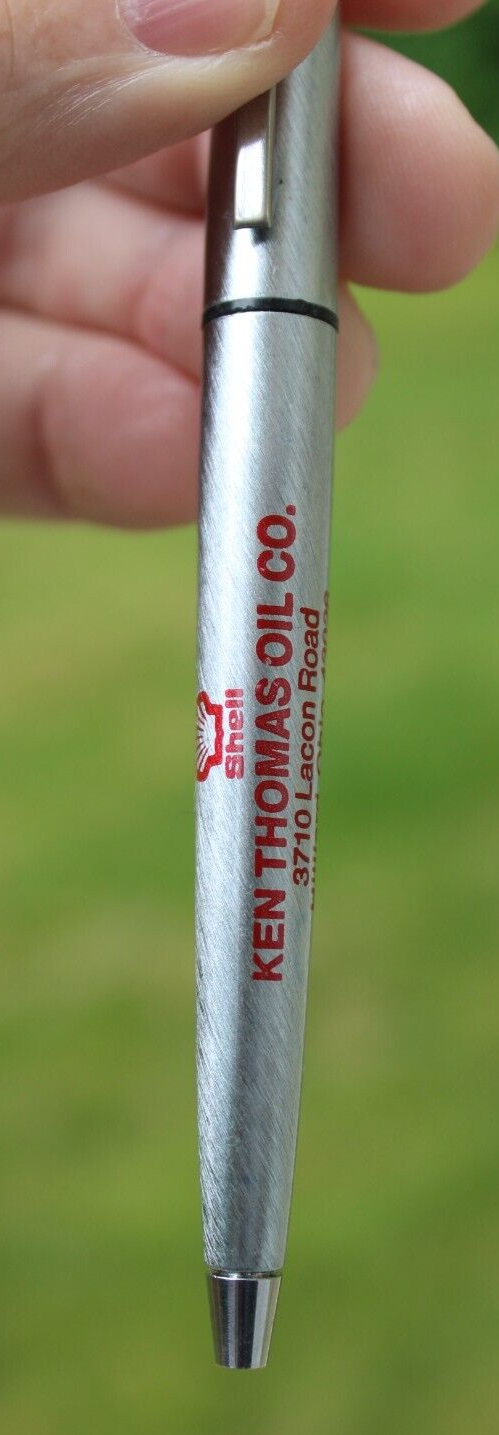 Shell
KEN THOMAS OIL CO.
3710 Lacon Road